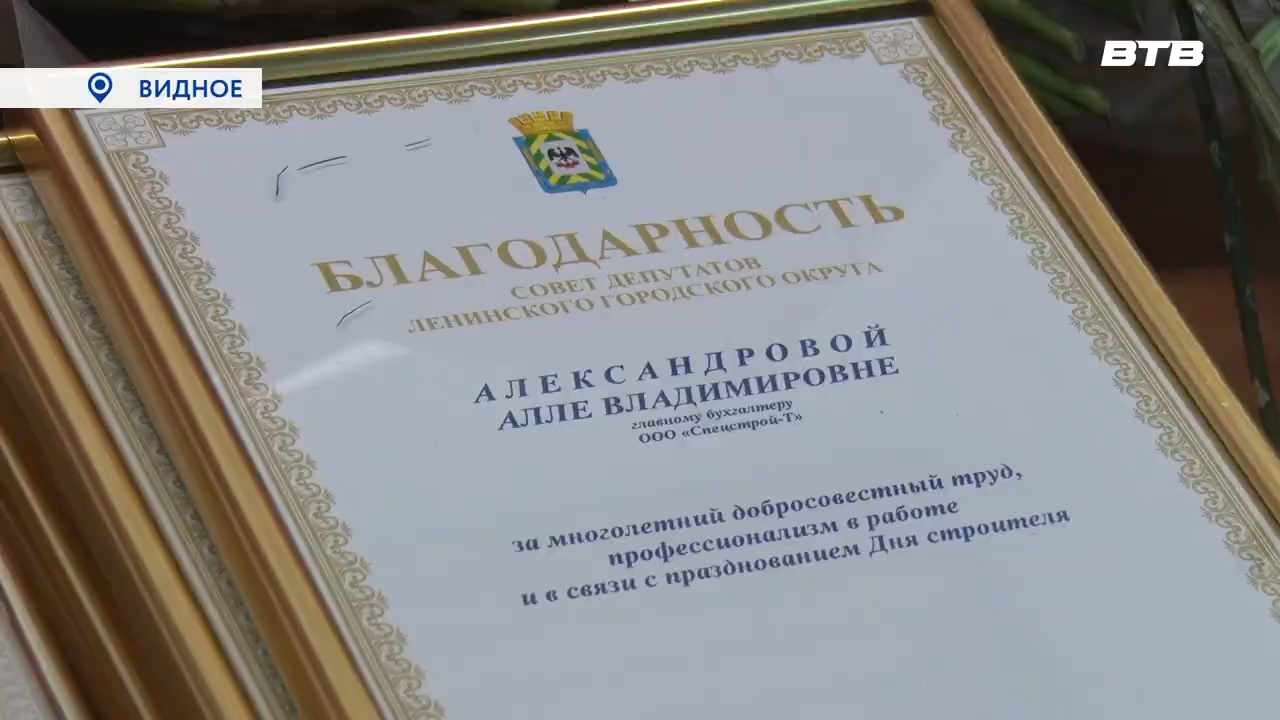 ВИДНОЕ
ВТВ
БЛАГОДАРНОСТЬ
СОВЕТ ДЕПУТАТОВ
ЛЕНИНСКОГО ГОРОДСКОГО ОКРУГА
АЛЕКСАНДРОВОЙ
АЛЛЕ ВЛАДИМИРОВНЕ
главному бухгалтеру
ООО «Спецстрой-Т»
за многолетний добросовестный труд,
профессионализм в работе
и в связи с празднованием Дня строителя